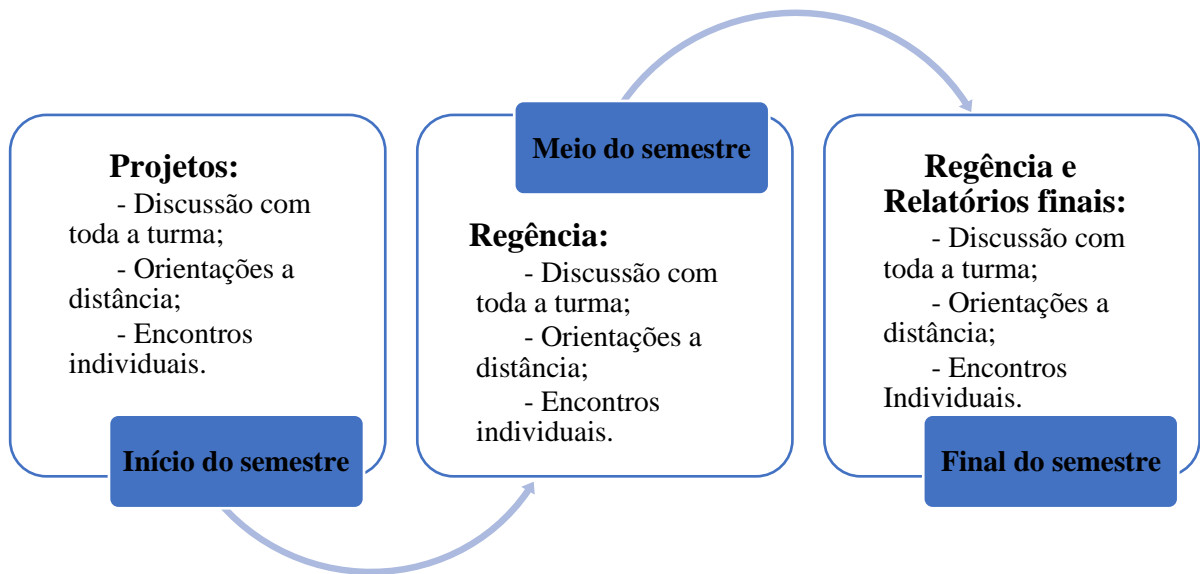 Projetos:
- Discussão com
toda a turma;
- Orientações a
distância;
- Encontros
individuais.
Início do semestre
Meio do semestre
Regência:
- Discussão com
toda a turma;
- Orientações a
distância;
- Encontros
individuais.
Regência e
Relatórios finais:
- Discussão com
toda a turma;
- Orientações a
distância;
- Encontros
Individuais.
Final do semestre